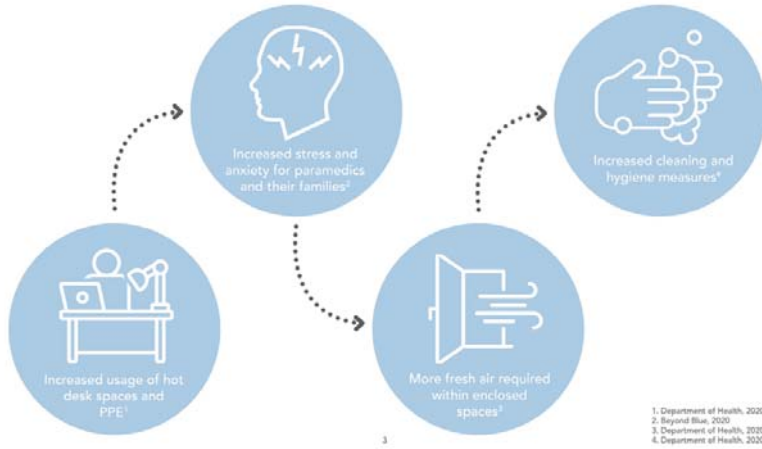 Increased usage of hot
desk spaces and
PPE¹
Increased stress and
anxiety for paramedics
and their families²
More fresh air required
within enclosed
spaces³
Increased cleaning and
hygiene measures⁴
1. Department of Health, 2020
2. Beyond Blue, 2020
3. Department of Health, 2020
4. Department of Health, 2020
3